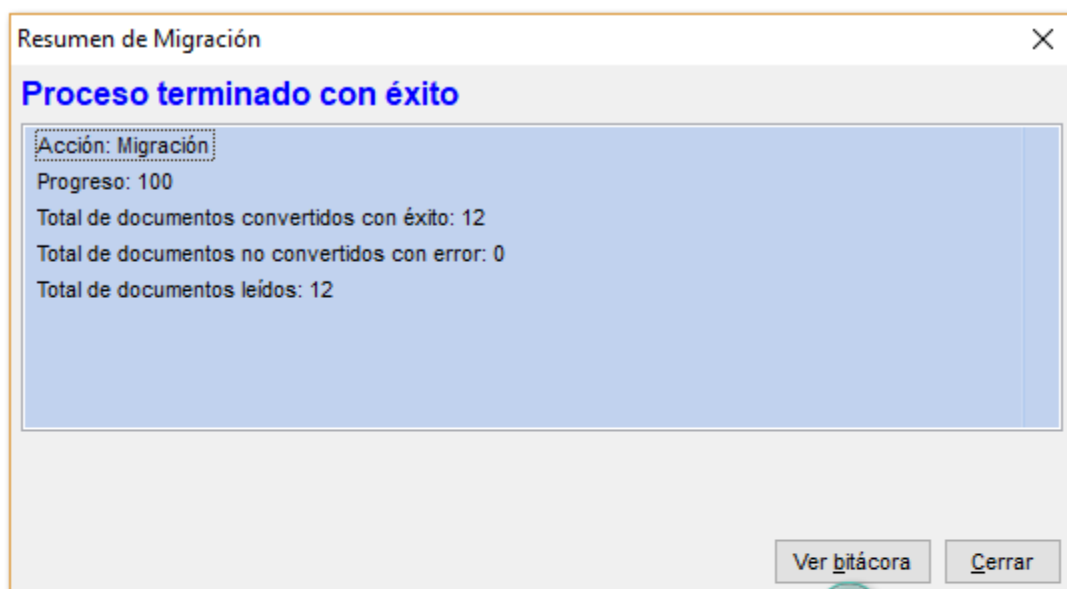 Resumen de Migración
Proceso terminado con éxito
Acción: Migración
Progreso: 100
Total de documentos convertidos con éxito: 12
Total de documentos no convertidos con error: 0
Total de documentos leídos: 12
Ver bitácora Cerrar